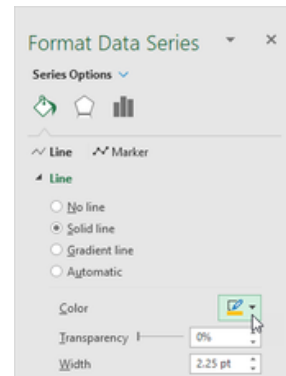 Format Data Series
Series Options
Line Marker
Line
No line
Solid line
Gradient line
Automatic
Color
Transparency 0%
Width 2.25 pt